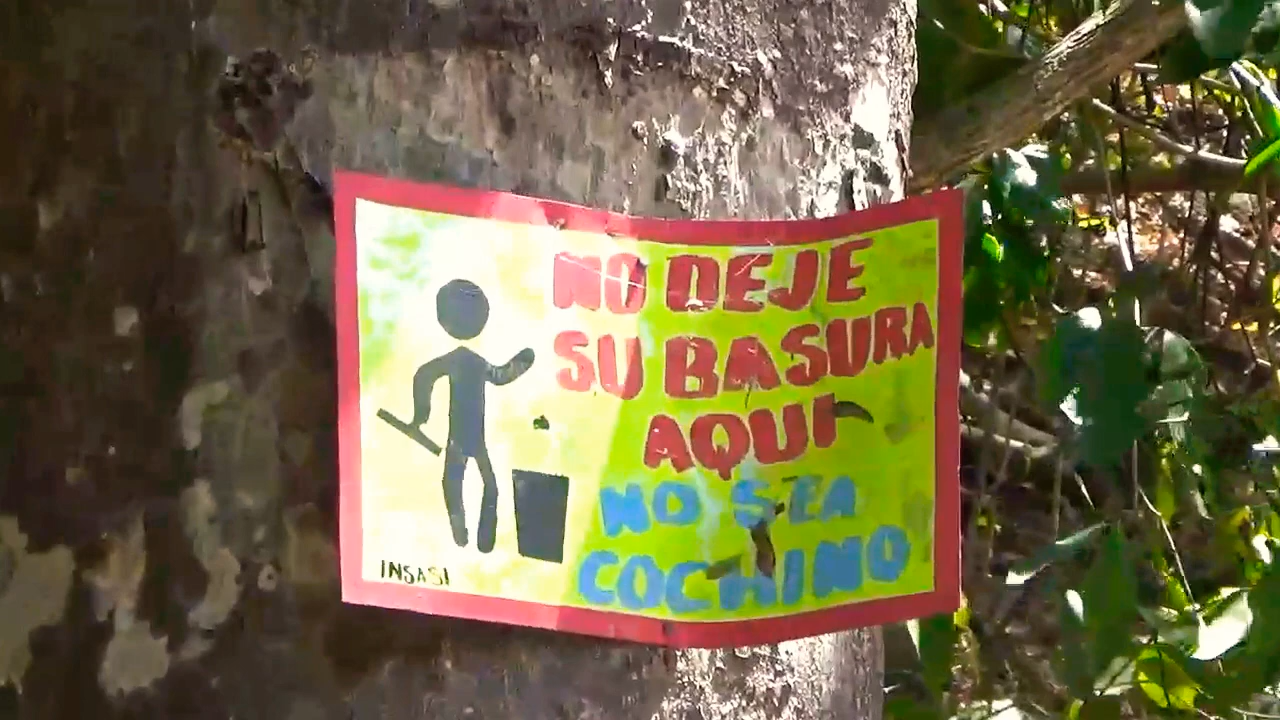 NO DEJE
SU BASURA
AQUI
NO SEA
COCHINO
INSASI